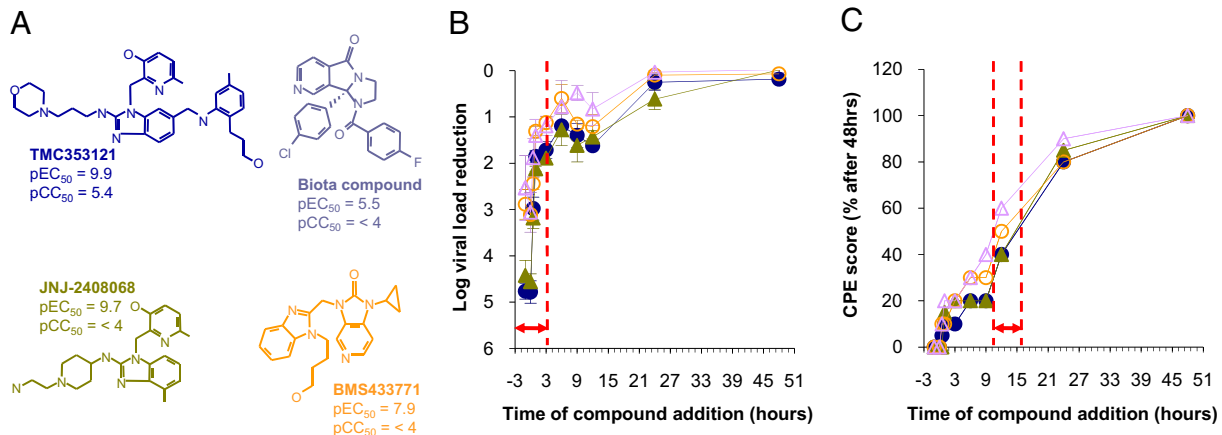 A
O
N
O
N
N
N
N
N
O
TMC353121
pEC50 = 9.9
pCC50 = 5.4
O
N
N
N
O
Cl
F
Biota compound
pEC50 = 5.5
pCC50 = < 4
JNJ-2408068
pEC50 = 9.7
pCC50 = < 4
O
N
N
N
N
N
N
O
N
N
N
N
N
O
BMS433771
pEC50 = 7.9
pCC50 = < 4
B
Log viral load reduction
0
1
2
3
4
5
6
-3 3 9 15 21 27 33 39 45 51
Time of compound addition (hours)
C
CPE score (% after 48hrs)
120
100
80
60
40
20
0
-3 3 9 15 21 27 33 39 45 51
Time of compound addition (hours)